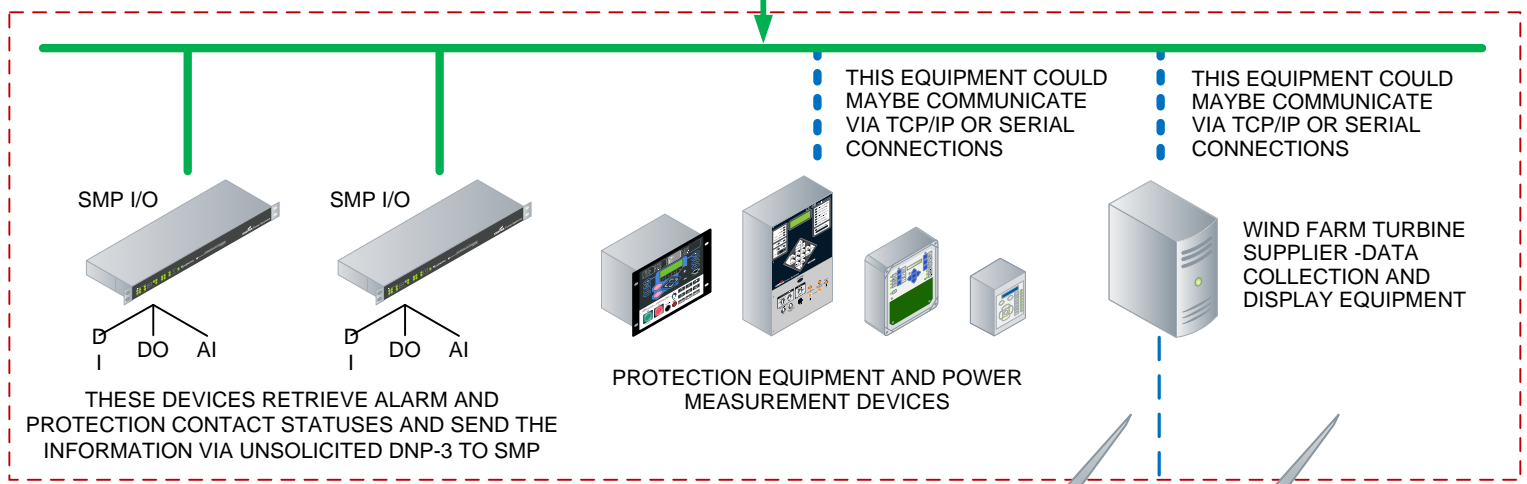 THIS EQUIPMENT COULD
MAYBE COMMUNICATE
VIA TCP/IP OR SERIAL
CONNECTIONS
THIS EQUIPMENT COULD
MAYBE COMMUNICATE
VIA TCP/IP OR SERIAL
CONNECTIONS
SMP I/O
SMP I/O
WIND FARM TURBINE
SUPPLIER -DATA
COLLECTION AND
DISPLAY EQUIPMENT
D
I
DO
AI
D
I
DO
AI
THESE DEVICES RETRIEVE ALARM AND
PROTECTION CONTACT STATUSES AND SEND THE
INFORMATION VIA UNSOLICITED DNP-3 TO SMP
PROTECTION EQUIPMENT AND POWER
MEASUREMENT DEVICES